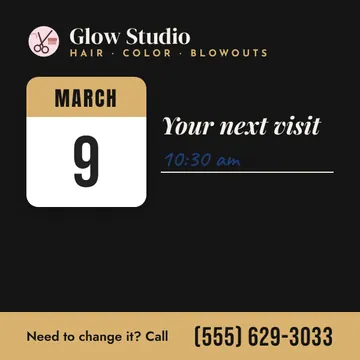 Glow Studio
HAIR · COLOR · BLOWOUTS
MARCH
9
Your next visit
10:30 am
Need to change it? Call (555) 629-3033